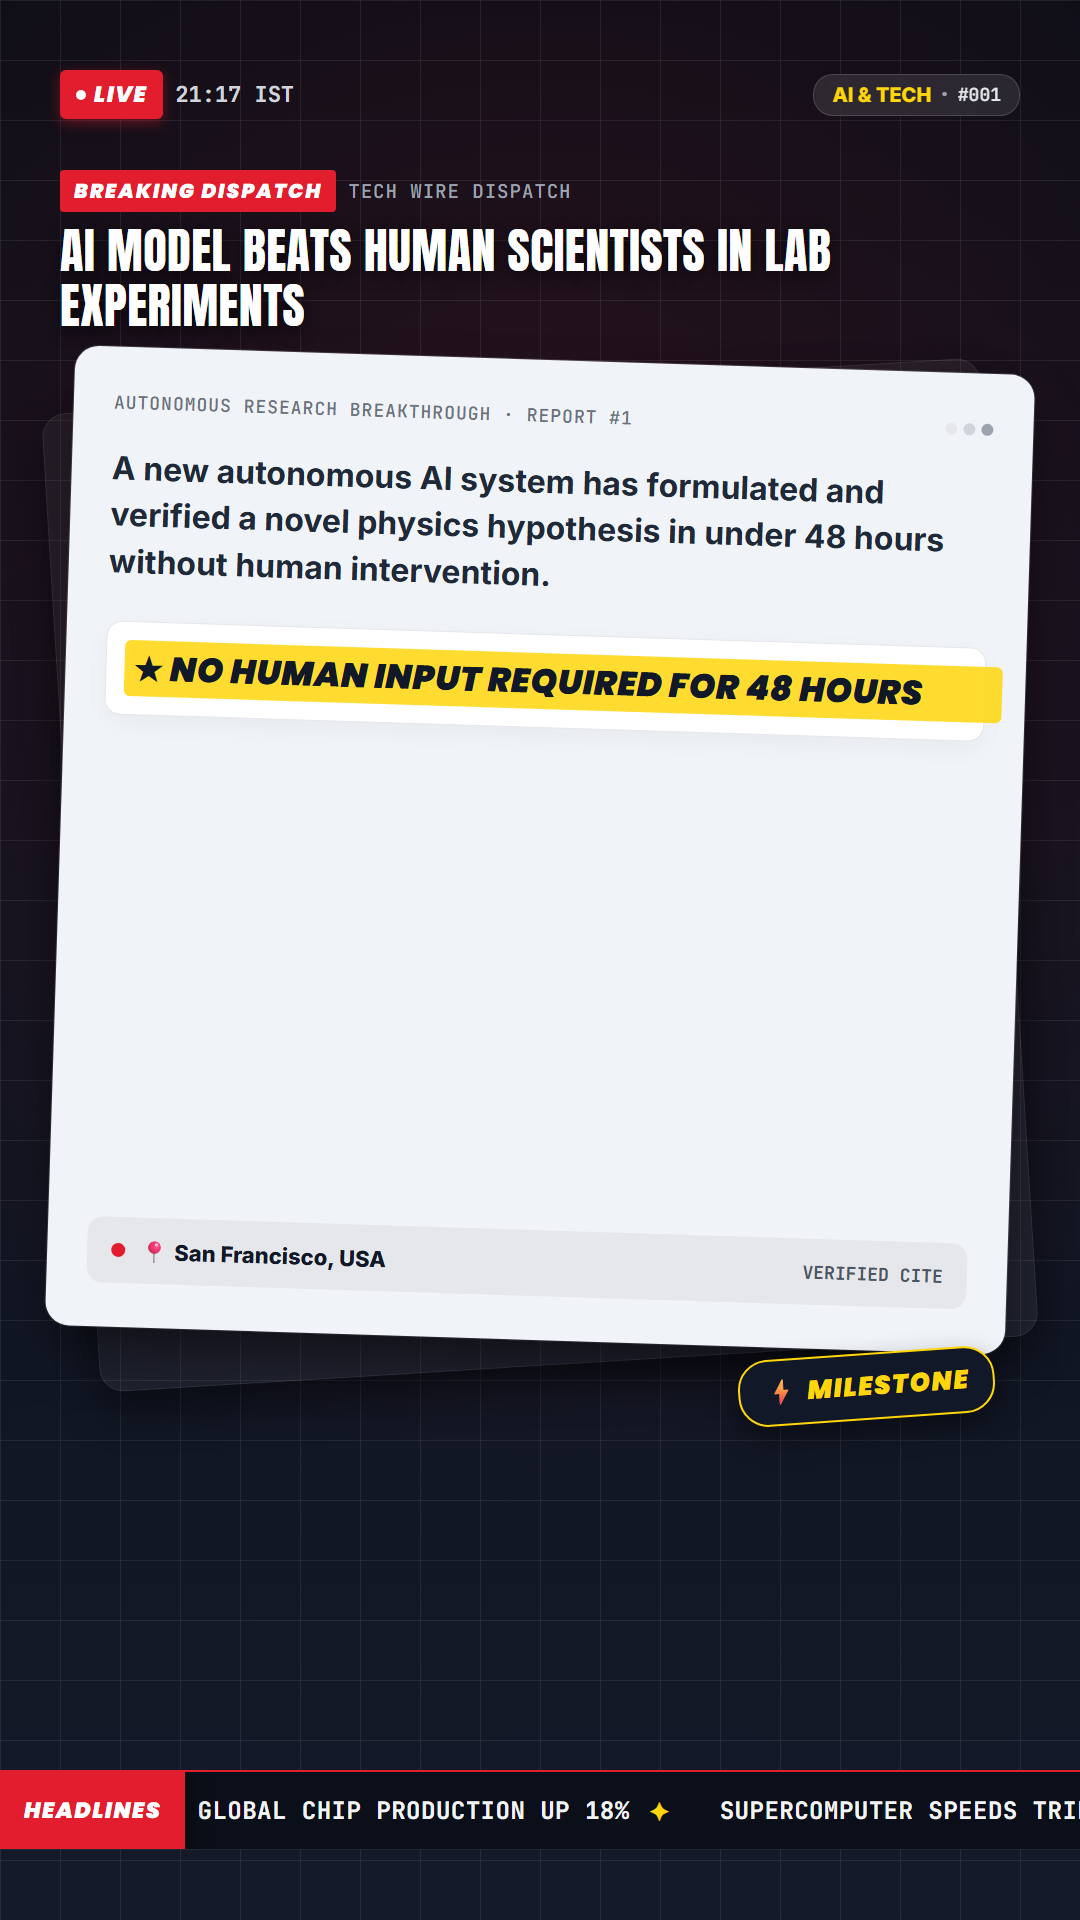 LIVE 21:17 IST
AI & TECH · #001
BREAKING DISPATCH TECH WIRE DISPATCH
AI MODEL BEATS HUMAN SCIENTISTS IN LAB
EXPERIMENTS
AUTONOMOUS RESEARCH BREAKTHROUGH · REPORT #1
A new autonomous AI system has formulated and
verified a novel physics hypothesis in under 48 hours
without human intervention.
★ NO HUMAN INPUT REQUIRED FOR 48 HOURS
📍 San Francisco, USA
VERIFIED CITE
⚡ MILESTONE
HEADLINES GLOBAL CHIP PRODUCTION UP 18% ✦ SUPERCOMPUTER SPEEDS